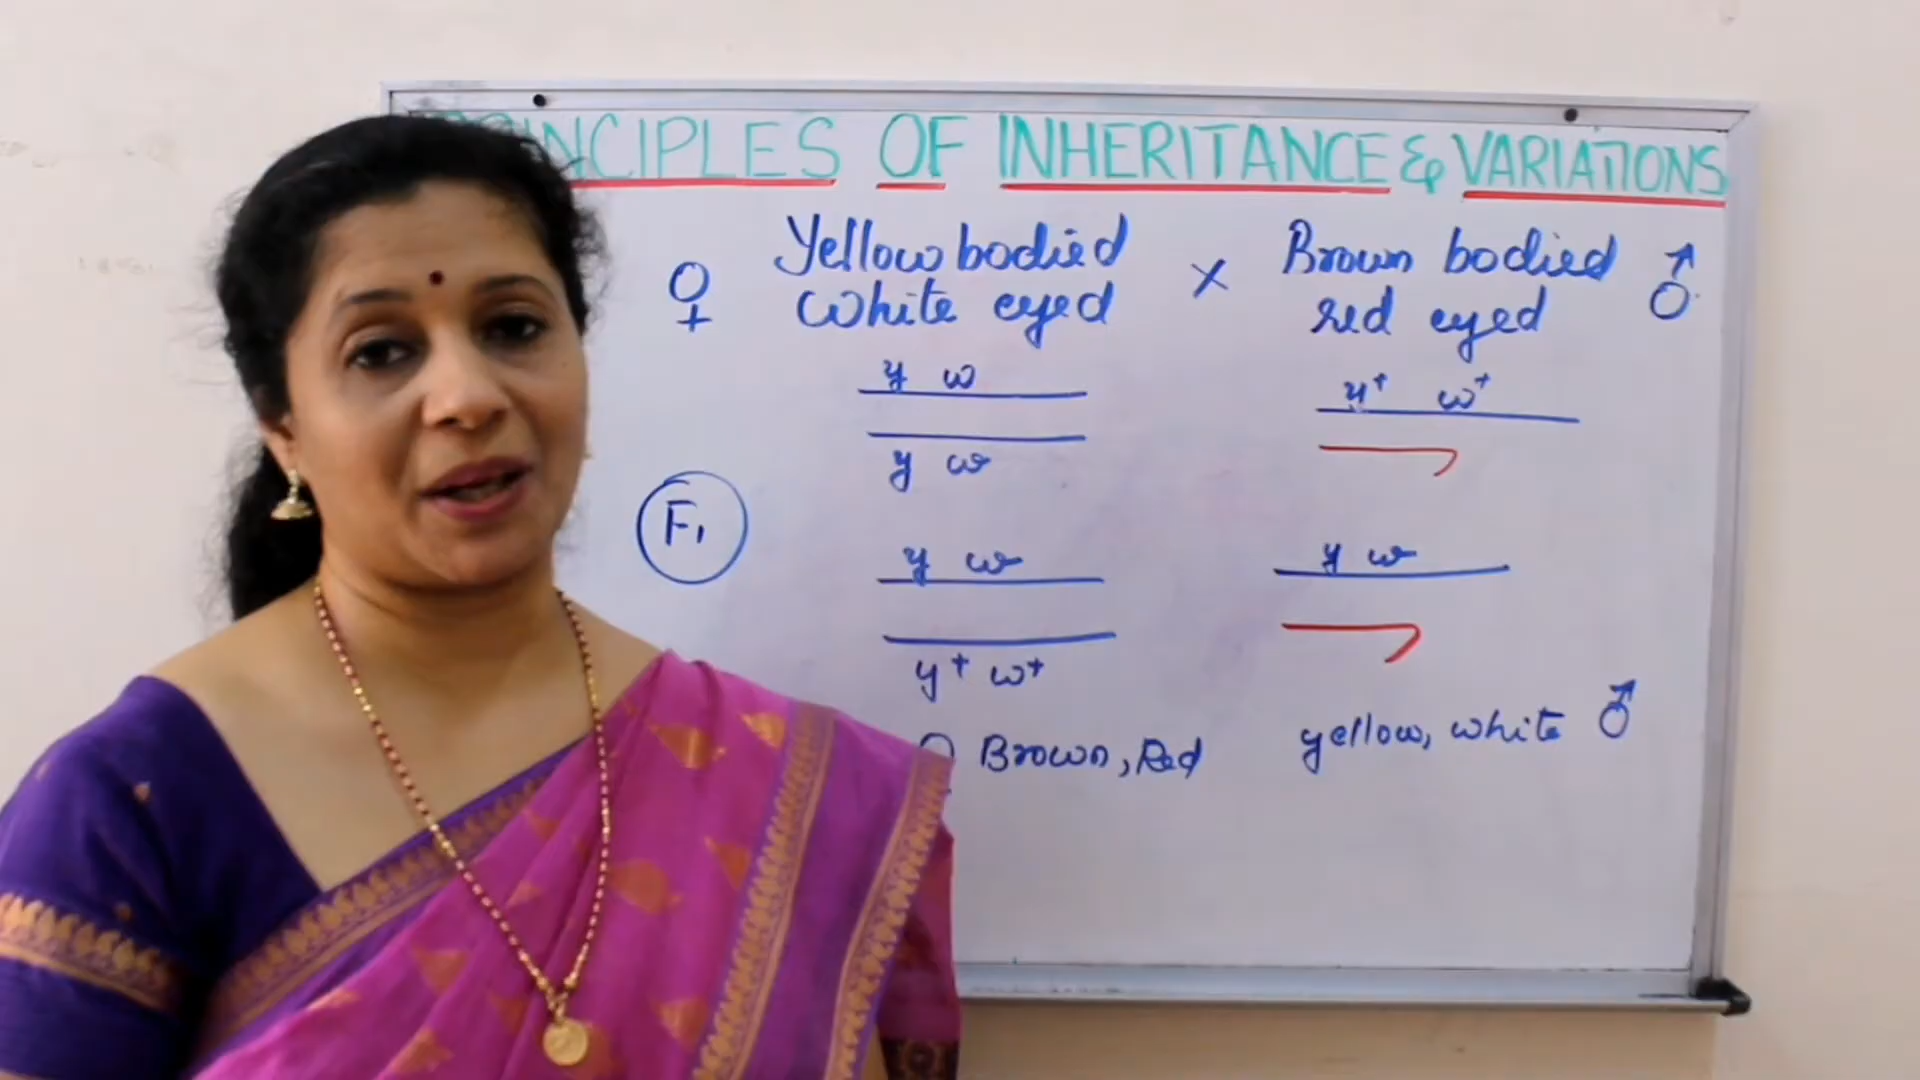 PRINCIPLES OF INHERITANCE & VARIATIONS
♀ Yellow bodied × Brown bodied ♂
white eyed red eyed
y w y⁺ w⁺
y w
F₁
y w y w
y⁺ w⁺
♀ Brown, Red yellow, white ♂